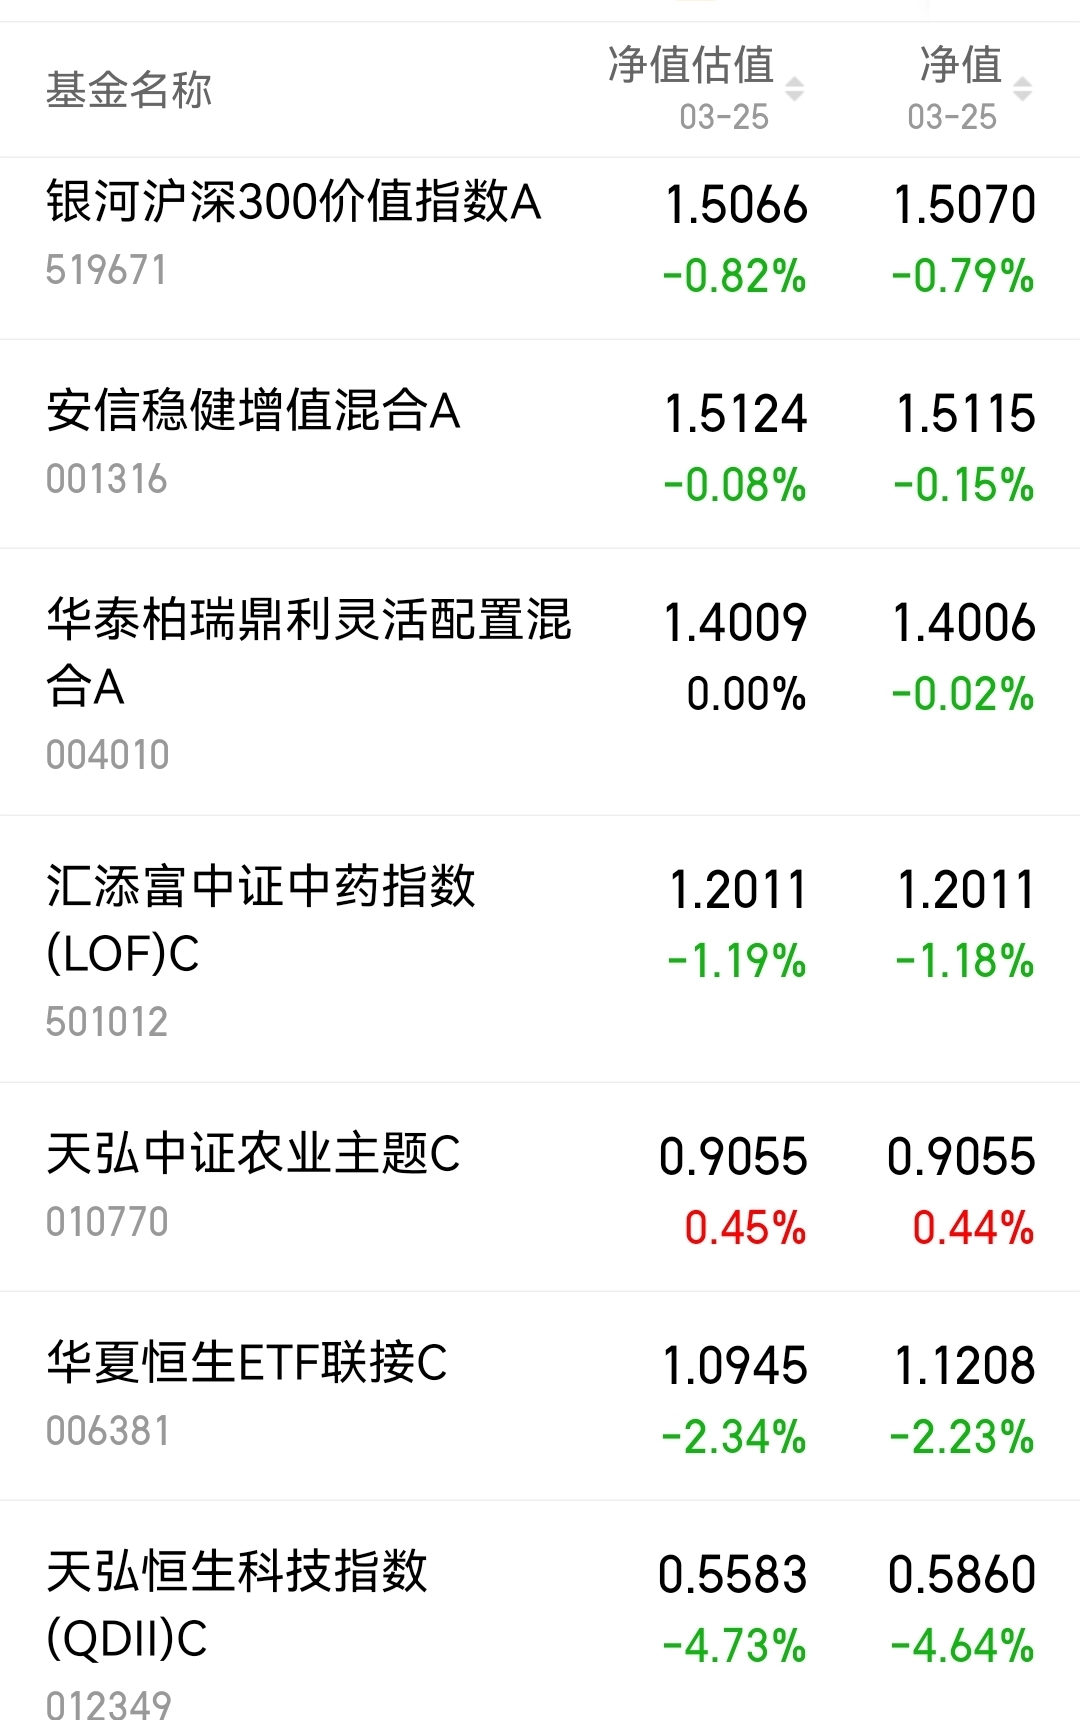 基金名称 净值估值 净值
03-25 03-25
银河沪深300价值指数A 1.5066 1.5070
519671 -0.82% -0.79%
安信稳健增值混合A 1.5124 1.5115
001316 -0.08% -0.15%
华泰柏瑞鼎利灵活配置混 1.4009 1.4006
合A 0.00% -0.02%
004010
汇添富中证中药指数 1.2011 1.2011
(LOF)C -1.19% -1.18%
501012
天弘中证农业主题C 0.9055 0.9055
010770 0.45% 0.44%
华夏恒生ETF联接C 1.0945 1.1208
006381 -2.34% -2.23%
天弘恒生科技指数 0.5583 0.5860
(QDII)C -4.73% -4.64%
012349